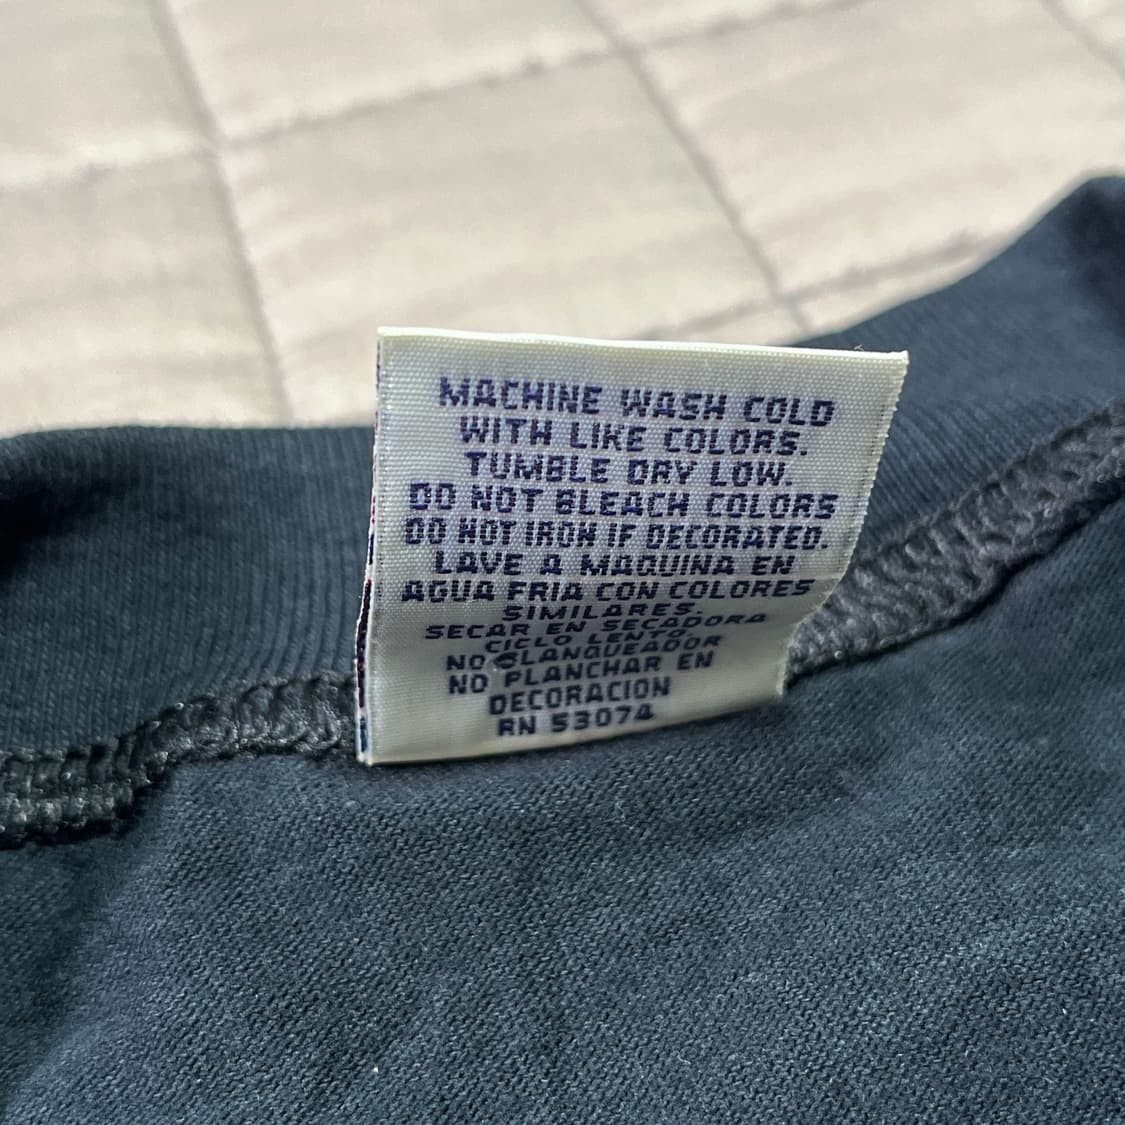 MACHINE WASH COLD
WITH LIKE COLORS.
TUMBLE DRY LOW.
DO NOT BLEACH COLORS
DO NOT IRON IF DECORATED.
LAVE A MAQUINA EN
AGUA FRIA CON COLORES
SIMILARES.
SECAR EN SECADORA
CICLO LENTO.
NO BLANQUEADOR
NO PLANCHAR EN
DECORACION
RN 53074